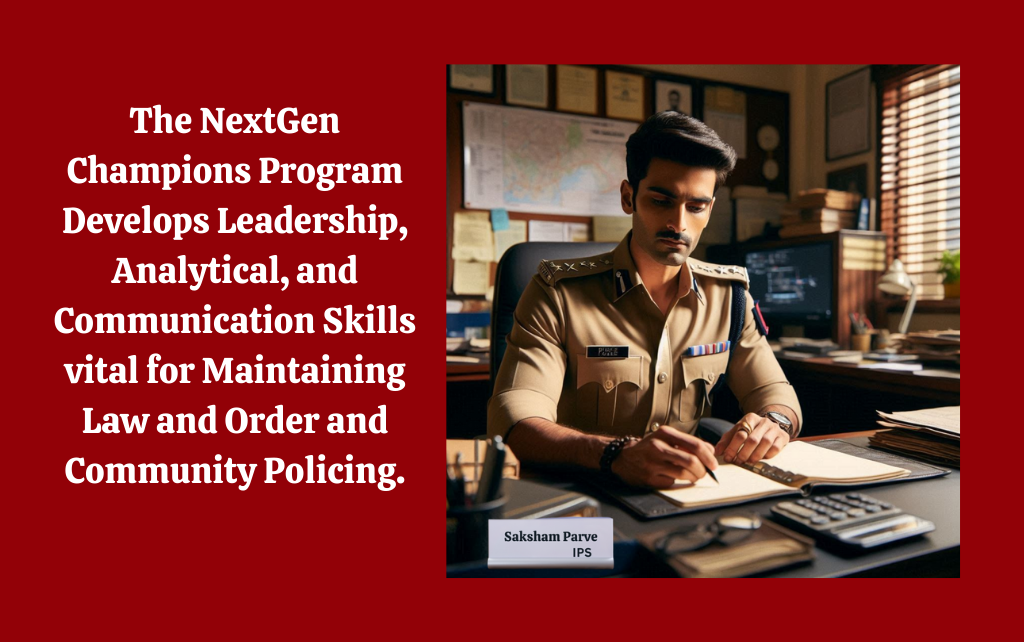 The NextGen
Champions Program
Develops Leadership,
Analytical, and
Communication Skills
vital for Maintaining
Law and Order and
Community Policing.
Saksham Parve
IPS